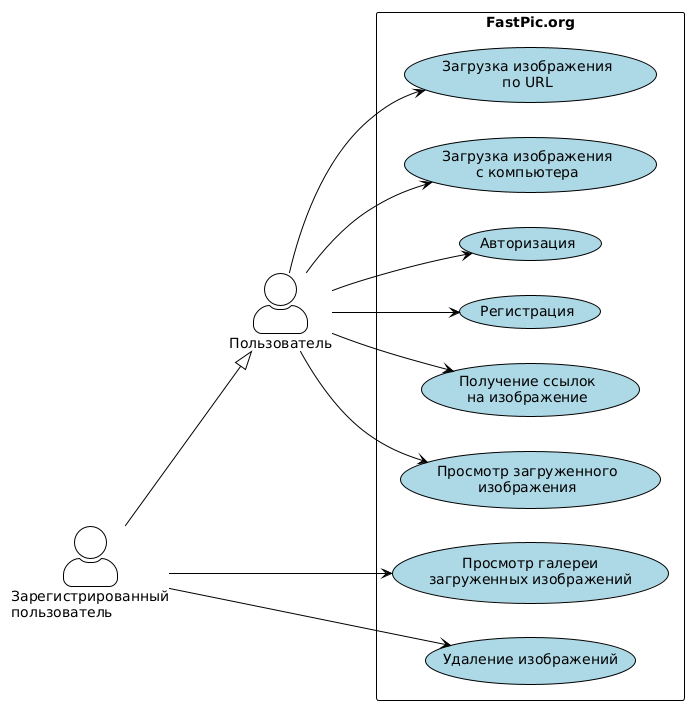 FastPic.org
Загрузка изображения
по URL
Загрузка изображения
с компьютера
Авторизация
Регистрация
Пользователь
Получение ссылок
на изображение
Просмотр загруженного
изображения
Просмотр галереи
загруженных изображений
Зарегистрированный
пользователь
Удаление изображений